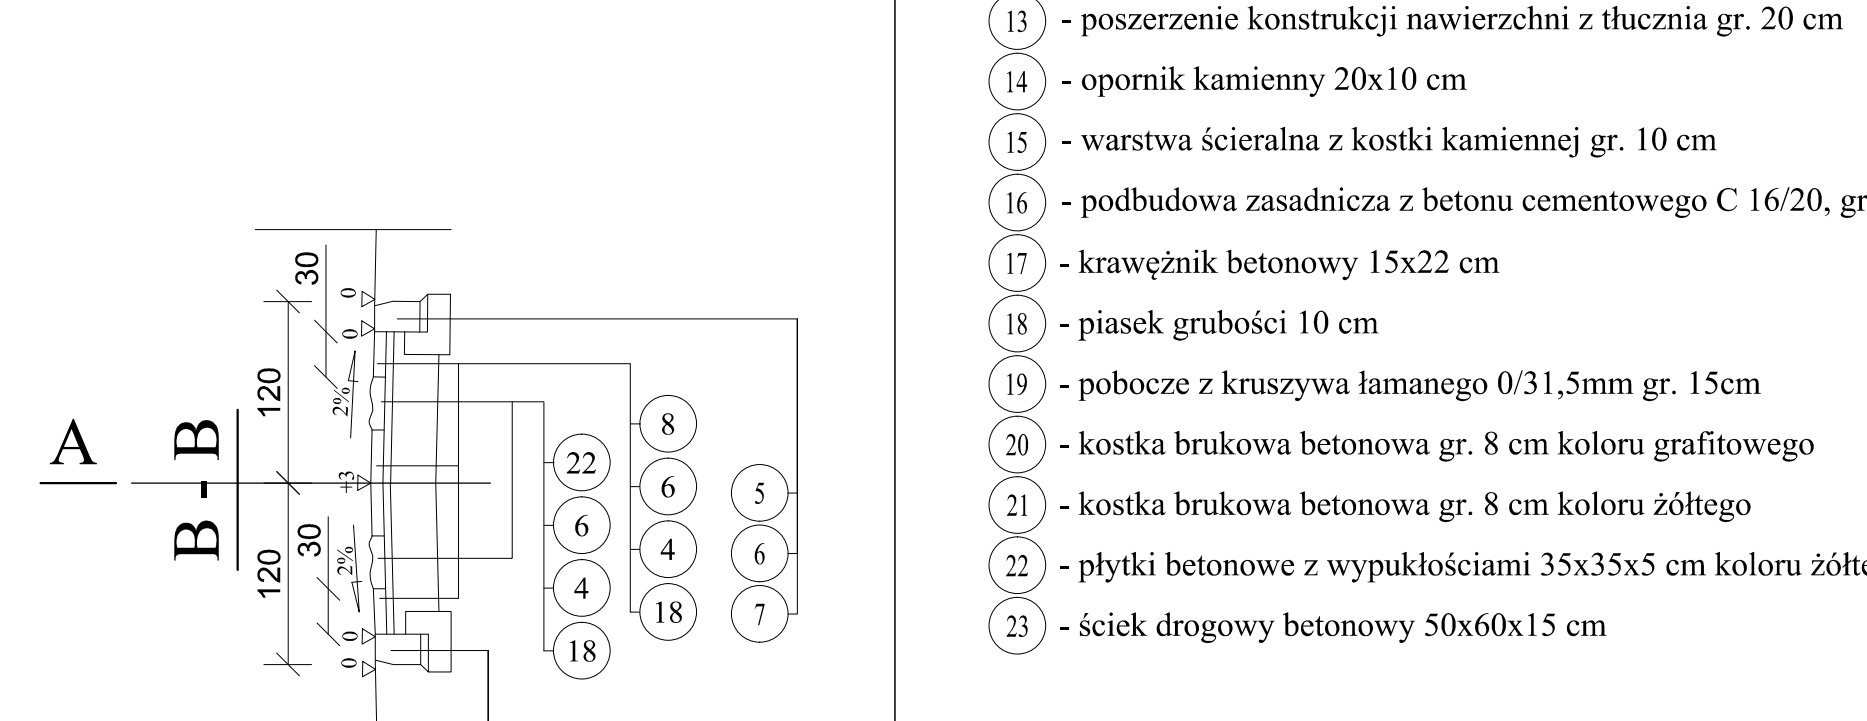 13 - poszerzenie konstrukcji nawierzchni z tłucznia gr. 20 cm
14 - opornik kamienny 20x10 cm
15 - warstwa ścieralna z kostki kamiennej gr. 10 cm
16 - podbudowa zasadnicza z betonu cementowego C 16/20, gr
17 - krawężnik betonowy 15x22 cm
18 - piasek grubości 10 cm
19 - pobocze z kruszywa łamanego 0/31,5mm gr. 15cm
20 - kostka brukowa betonowa gr. 8 cm koloru grafitowego
21 - kostka brukowa betonowa gr. 8 cm koloru żółtego
22 - płytki betonowe z wypukłościami 35x35x5 cm koloru żółte
23 - ściek drogowy betonowy 50x60x15 cm
A
B - B
120
120
30
30
0
0
2%
+3
2%
0
0
22
6
4
18
8
6
4
18
5
6
7